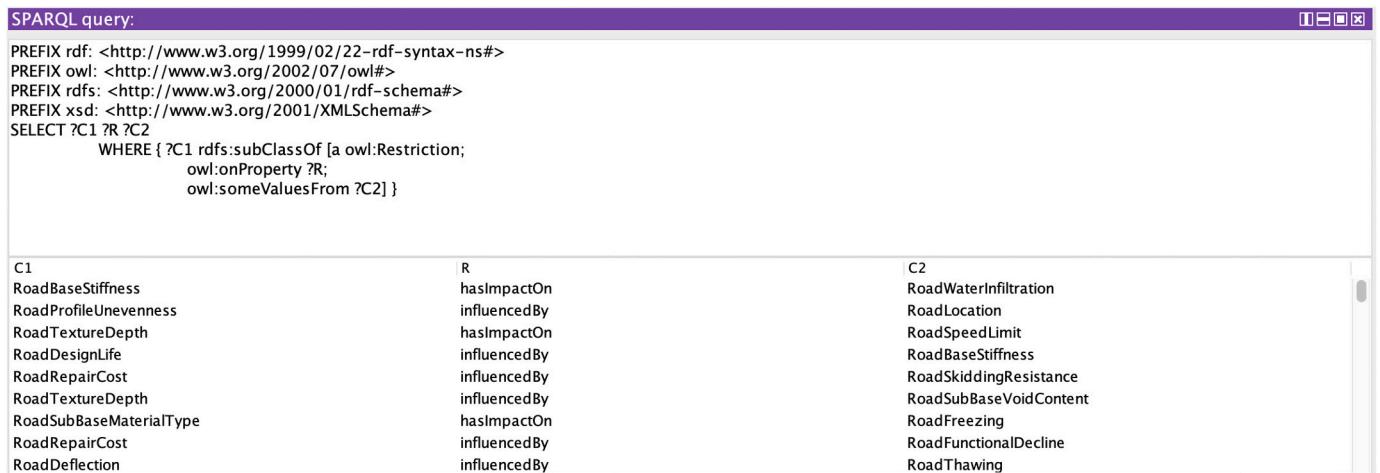 SPARQL query:
PREFIX rdf: <http://www.w3.org/1999/02/22-rdf-syntax-ns#>
PREFIX owl: <http://www.w3.org/2002/07/owl#>
PREFIX rdfs: <http://www.w3.org/2000/01/rdf-schema#>
PREFIX xsd: <http://www.w3.org/2001/XMLSchema#>
SELECT ?C1 ?R ?C2
WHERE { ?C1 rdfs:subClassOf [a owl:Restriction;
owl:onProperty ?R;
owl:someValuesFrom ?C2] }
C1 R C2
RoadBaseStiffness hasImpactOn RoadWaterInfiltration
RoadProfileUnevenness influencedBy RoadLocation
RoadTextureDepth hasImpactOn RoadSpeedLimit
RoadDesignLife influencedBy RoadBaseStiffness
RoadRepairCost influencedBy RoadSkiddingResistance
RoadTextureDepth influencedBy RoadSubBaseVoidContent
RoadSubBaseMaterialType hasImpactOn RoadFreezing
RoadRepairCost influencedBy RoadFunctionalDecline
RoadDeflection influencedBy RoadThawing